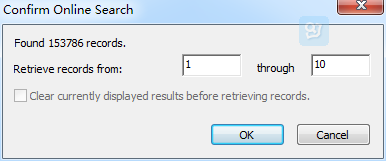 Confirm Online Search
Found 153786 records.
Retrieve records from: 1 through 10
Clear currently displayed results before retrieving records.
OK Cancel